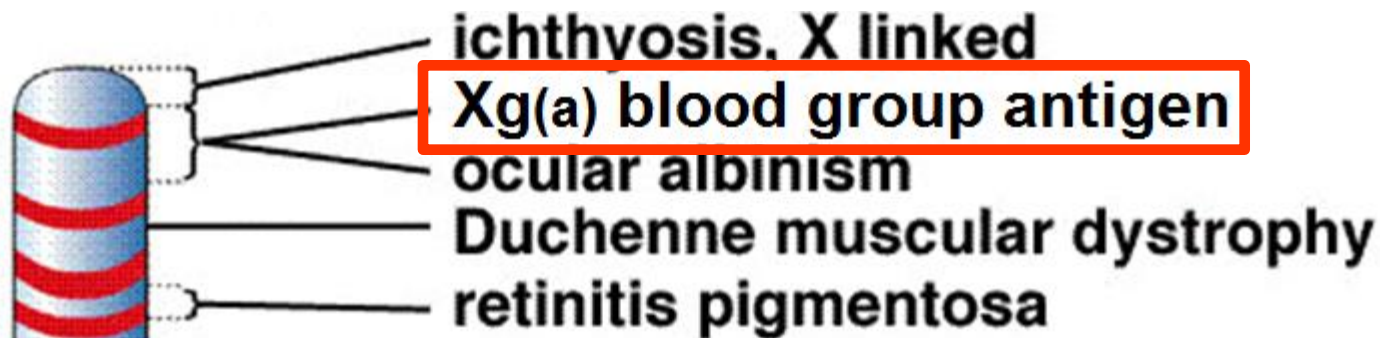 ichthyosis, X linked
Xg(a) blood group antigen
ocular albinism
Duchenne muscular dystrophy
retinitis pigmentosa